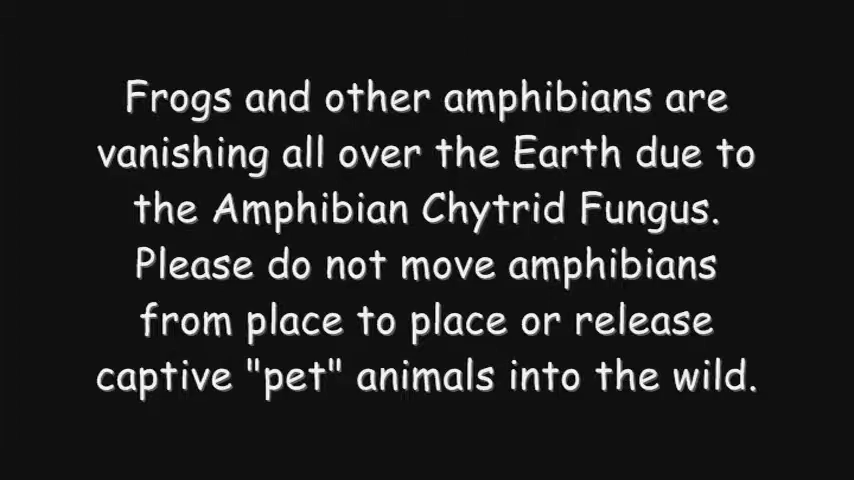 Frogs and other amphibians are
vanishing all over the Earth due to
the Amphibian Chytrid Fungus.
Please do not move amphibians
from place to place or release
captive "pet" animals into the wild.